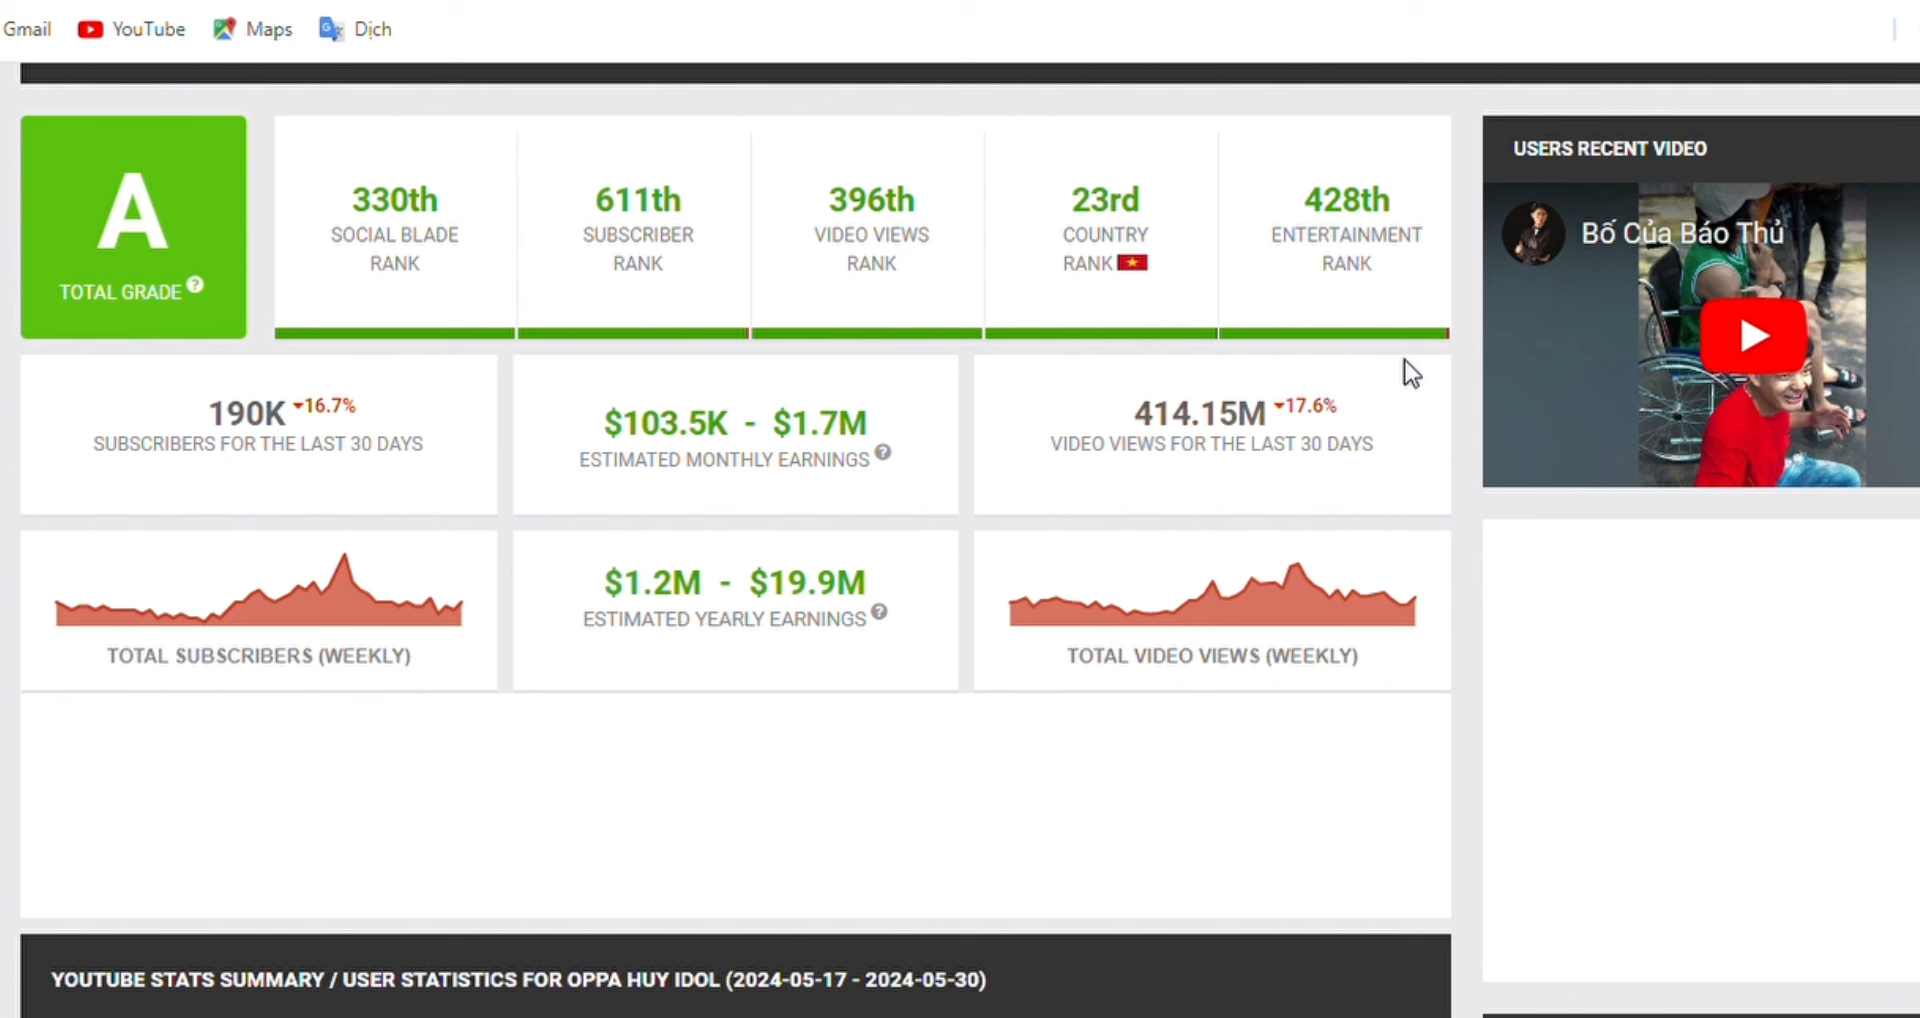 Gmail YouTube Maps Dịch
A
TOTAL GRADE ?
330th
SOCIAL BLADE
RANK
611th
SUBSCRIBER
RANK
396th
VIDEO VIEWS
RANK
23rd
COUNTRY
RANK
428th
ENTERTAINMENT
RANK
USERS RECENT VIDEO
Bố Của Báo Thủ
190K 16.7%
SUBSCRIBERS FOR THE LAST 30 DAYS
$103.5K - $1.7M
ESTIMATED MONTHLY EARNINGS ?
414.15M 17.6%
VIDEO VIEWS FOR THE LAST 30 DAYS
TOTAL SUBSCRIBERS (WEEKLY)
$1.2M - $19.9M
ESTIMATED YEARLY EARNINGS ?
TOTAL VIDEO VIEWS (WEEKLY)
YOUTUBE STATS SUMMARY / USER STATISTICS FOR OPPA HUY IDOL (2024-05-17 - 2024-05-30)